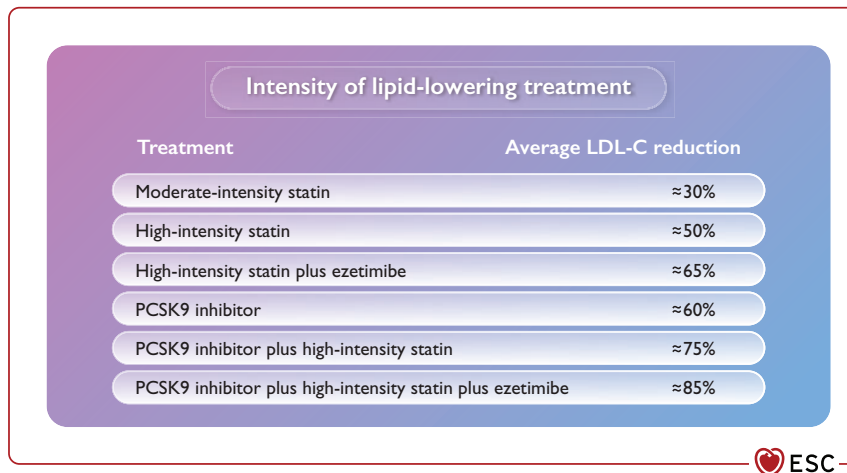 Intensity of lipid-lowering treatment
Treatment Average LDL-C reduction
Moderate-intensity statin ≈30%
High-intensity statin ≈50%
High-intensity statin plus ezetimibe ≈65%
PCSK9 inhibitor ≈60%
PCSK9 inhibitor plus high-intensity statin ≈75%
PCSK9 inhibitor plus high-intensity statin plus ezetimibe ≈85%
ESC